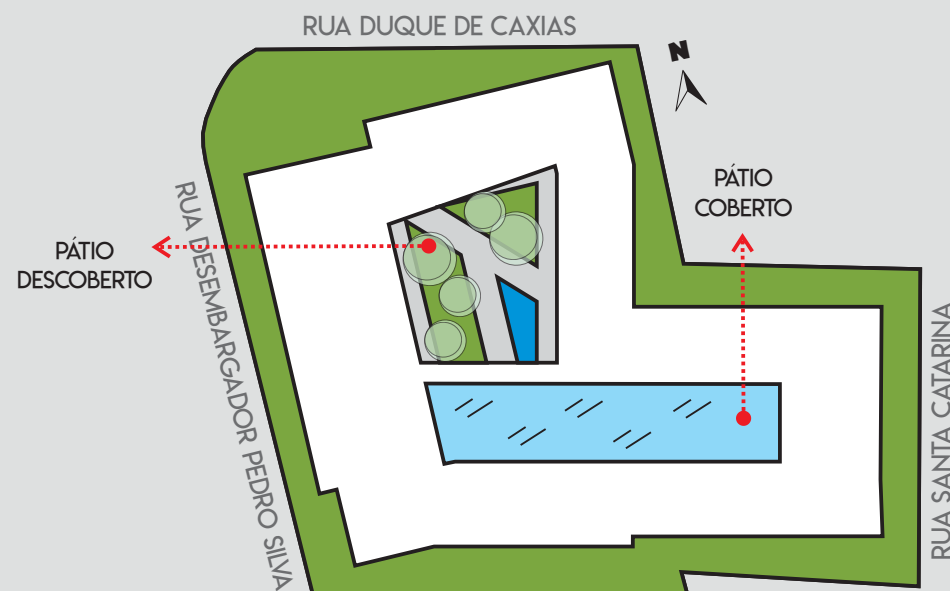 RUA DUQUE DE CAXIAS
N
PÁTIO
COBERTO
PÁTIO
DESCOBERTO
RUA DESEMBARGADOR PEDRO SILVA
RUA SANTA CATARINA